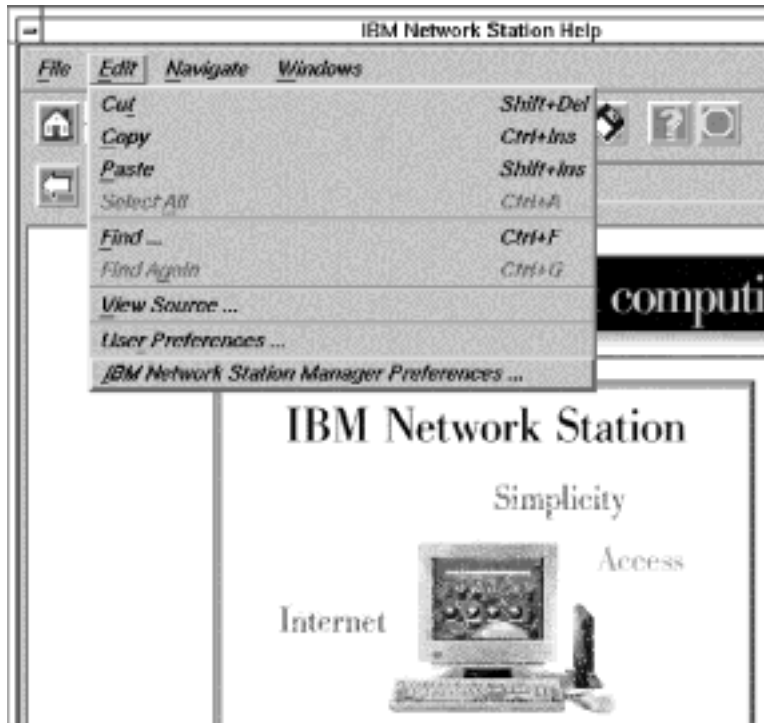 IBM Network Station Help
File Edit Navigate Windows
Cut Shift+Del
Copy Ctrl+Ins
Paste Shift+Ins
Select All Ctrl+A
Find ... Ctrl+F
Find Again Ctrl+G
View Source ...
User Preferences ...
IBM Network Station Manager Preferences ...
computi
IBM Network Station
Simplicity
Access
Internet